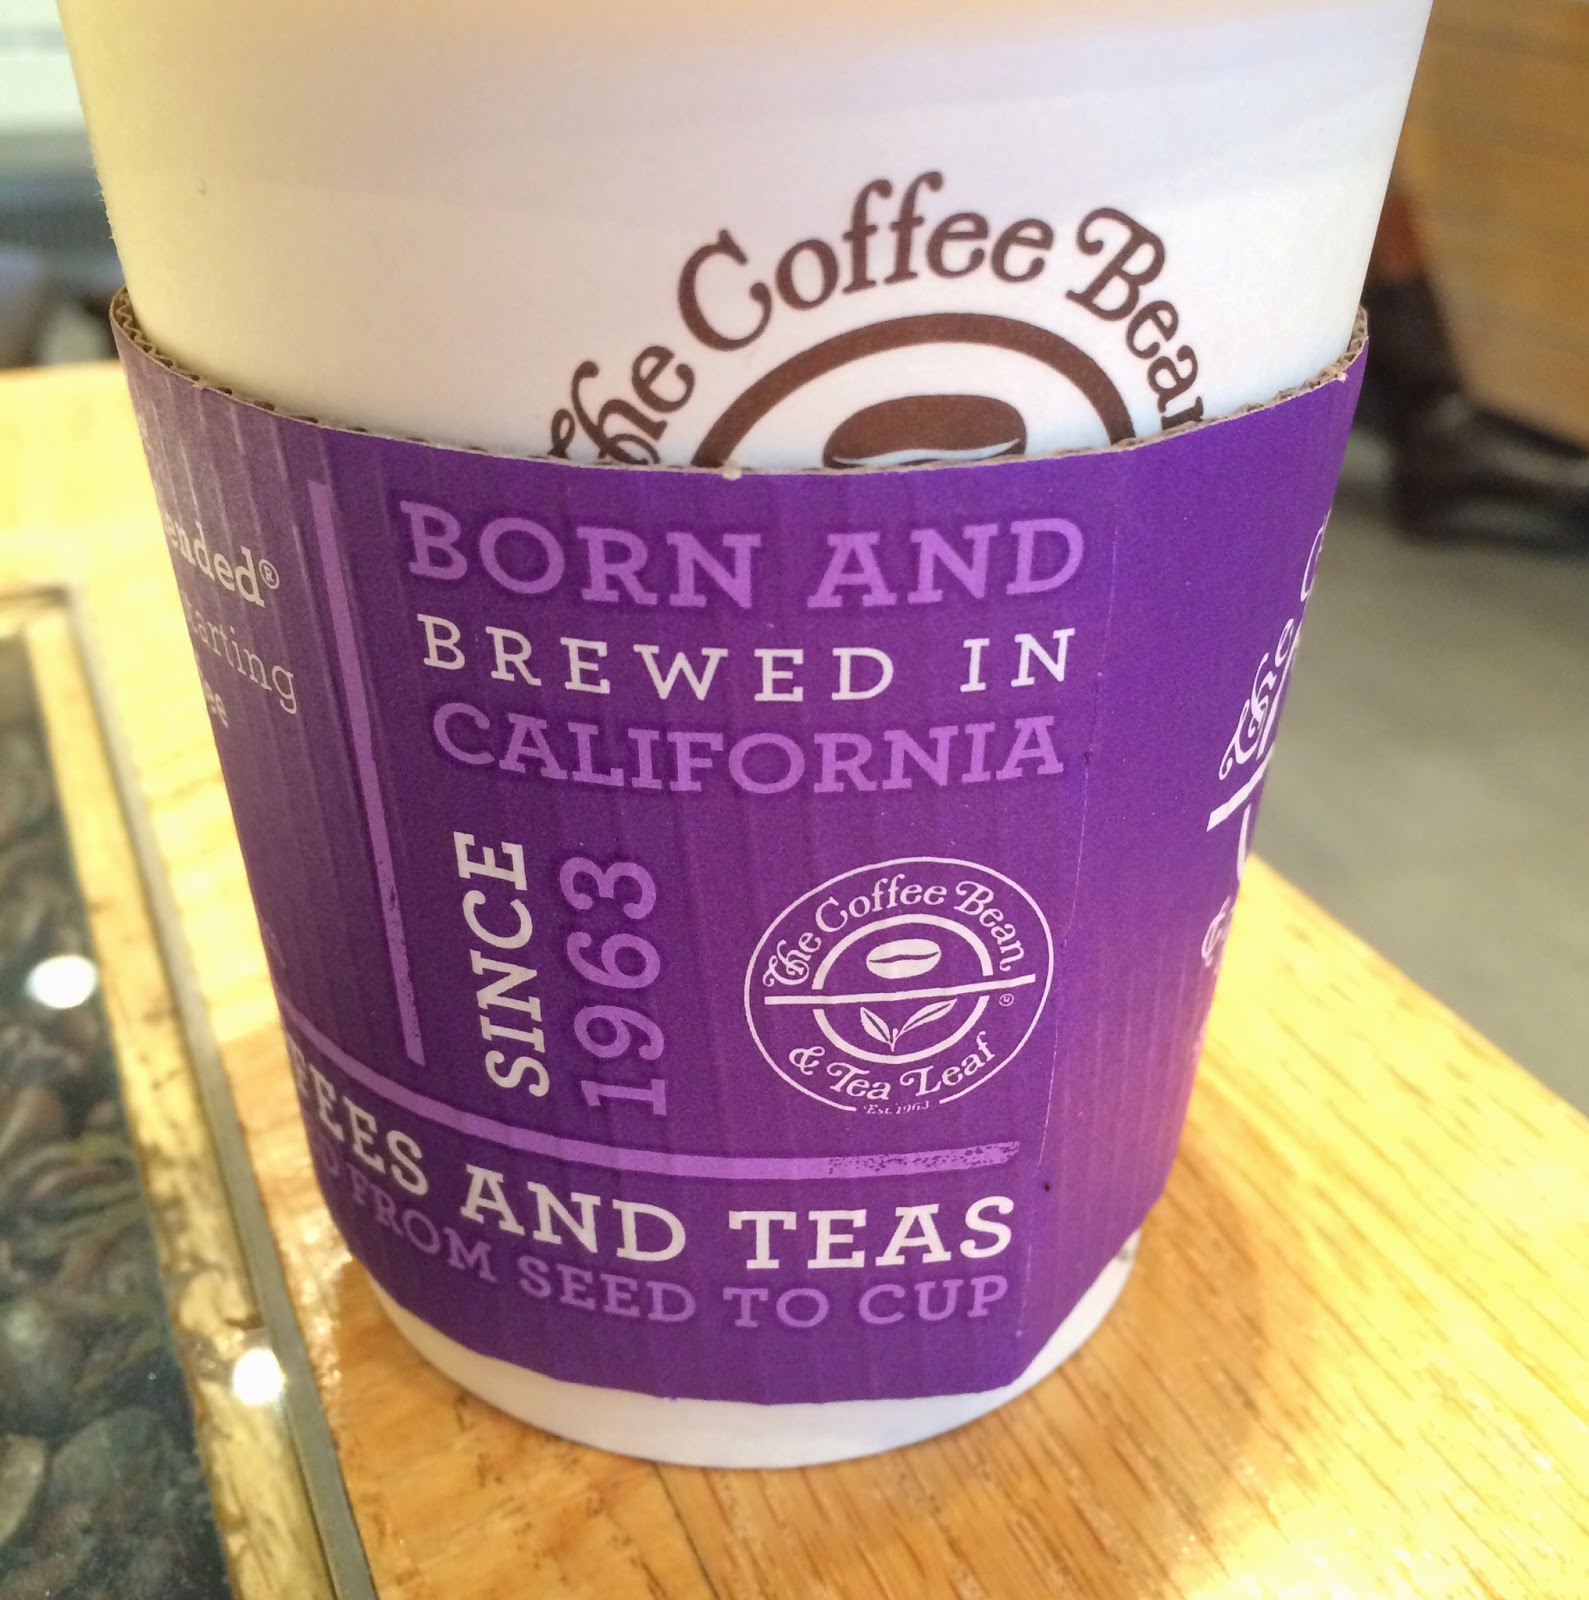 The Coffee Bean
BORN AND
BREWED IN
CALIFORNIA
SINCE
1963
The Coffee Bean
& Tea Leaf
Est. 1963
AND TEAS
FROM SEED TO CUP